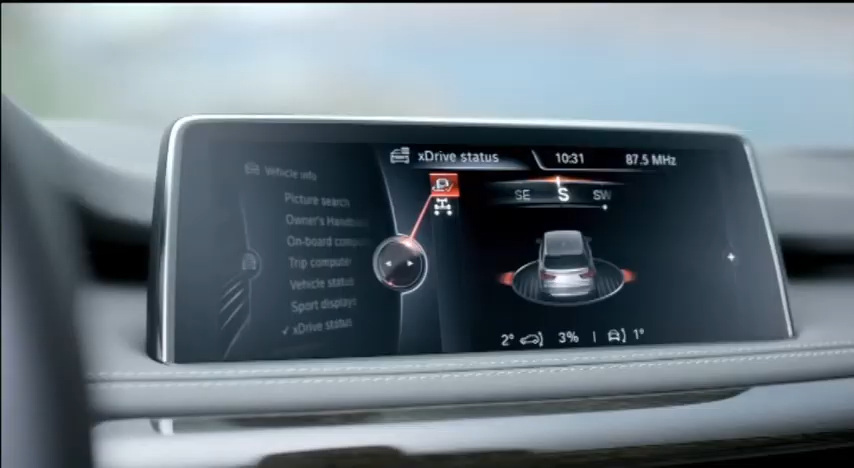 xDrive status 10:31 87.5 MHz
Vehicle info
Picture search
Owner's
On-board
Trip computer
Vehicle status
Sport displays
✓ xDrive status
SE S SW
2° 3% | 1°